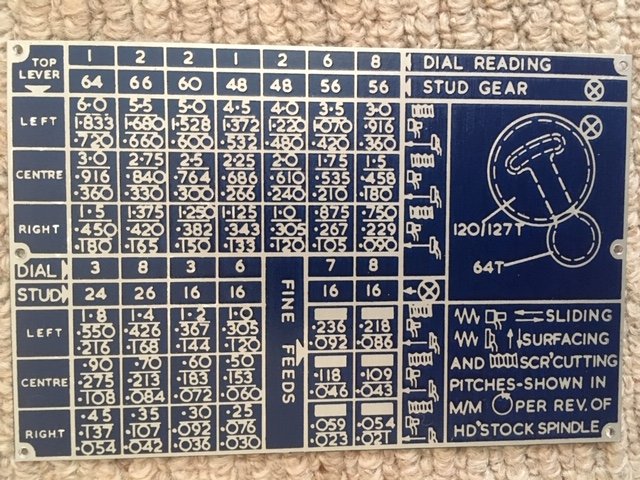 TOP LEVER 1 2 2 1 2 6 8 DIAL READING
64 66 60 48 48 56 56 STUD GEAR
LEFT 6.0 5.5 5.0 4.5 4.0 3.5 3.0
1.833 1.680 1.528 1.372 1.220 1.070 .916
.720 .660 .600 .532 .480 .420 .360
CENTRE 3.0 2.75 2.5 2.25 2.0 1.75 1.5
.916 .840 .764 .686 .610 .535 .458
.360 .330 .300 .266 .240 .210 .180
RIGHT 1.5 1.375 1.250 1.125 1.0 .875 .750
.450 .420 .382 .343 .305 .267 .229
.180 .165 .150 .133 .120 .105 .090
120/127T
64T
DIAL 3 8 3 6 7 8
STUD 24 26 16 16 16 16
FINE FEEDS
LEFT 1.8 1.4 1.2 1.0
.550 .426 .367 .305 .236 .218
.216 .168 .144 .120 .092 .086
CENTRE .90 .70 .60 .50
.275 .213 .183 .153 .118 .109
.108 .084 .072 .060 .046 .043
RIGHT .45 .35 .30 .25
.137 .107 .092 .076 .059 .054
.054 .042 .036 .030 .023 .021
SLIDING
SURFACING
AND SCR'CUTTING
PITCHES-SHOWN IN
M/M PER REV. OF
HD'STOCK SPINDLE